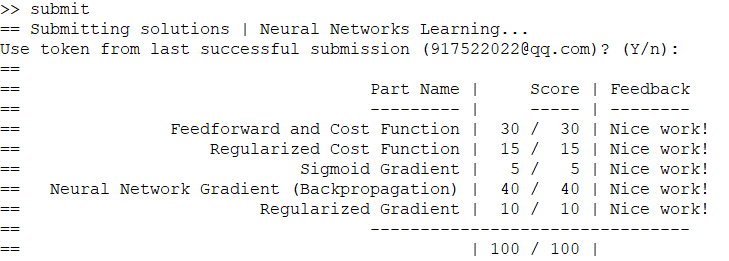 >> submit
== Submitting solutions | Neural Networks Learning...
Use token from last successful submission (917522022@qq.com)? (Y/n):
==
==                                   Part Name |     Score | Feedback
==                                   --------- |     ----- | --------
==               Feedforward and Cost Function |  30 /  30 | Nice work!
==                   Regularized Cost Function |  15 /  15 | Nice work!
==                            Sigmoid Gradient |   5 /   5 | Nice work!
==   Neural Network Gradient (Backpropagation) |  40 /  40 | Nice work!
==                        Regularized Gradient |  10 /  10 | Nice work!
==                                   --------------------------------
==                                             | 100 / 100 |